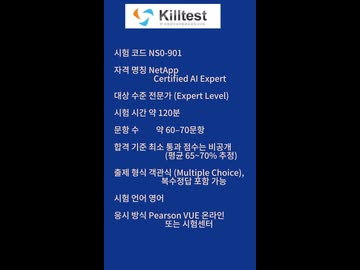 Killtest
시험 코드 NS0-901
자격 명칭 NetApp
Certified AI Expert
대상 수준 전문가 (Expert Level)
시험 시간 약 120분
문항 수 약 60–70문항
합격 기준 최소 통과 점수는 비공개
(평균 65~70% 추정)
출제 형식 객관식 (Multiple Choice),
복수정답 포함 가능
시험 언어 영어
응시 방식 Pearson VUE 온라인
또는 시험센터